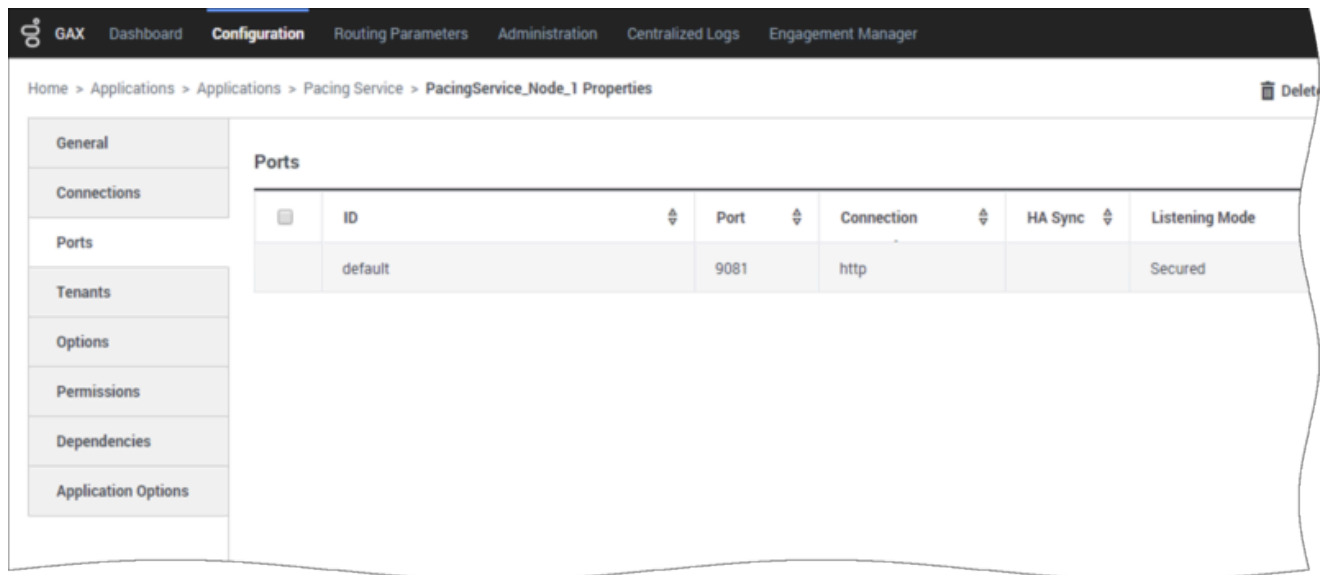 GAX Dashboard Configuration Routing Parameters Administration Centralized Logs Engagement Manager
Home > Applications > Applications > Pacing Service > PacingService_Node_1 Properties
General
Connections
Ports
Tenants
Options
Permissions
Dependencies
Application Options
Ports
ID Port Connection HA Sync Listening Mode
default 9081 http Secured